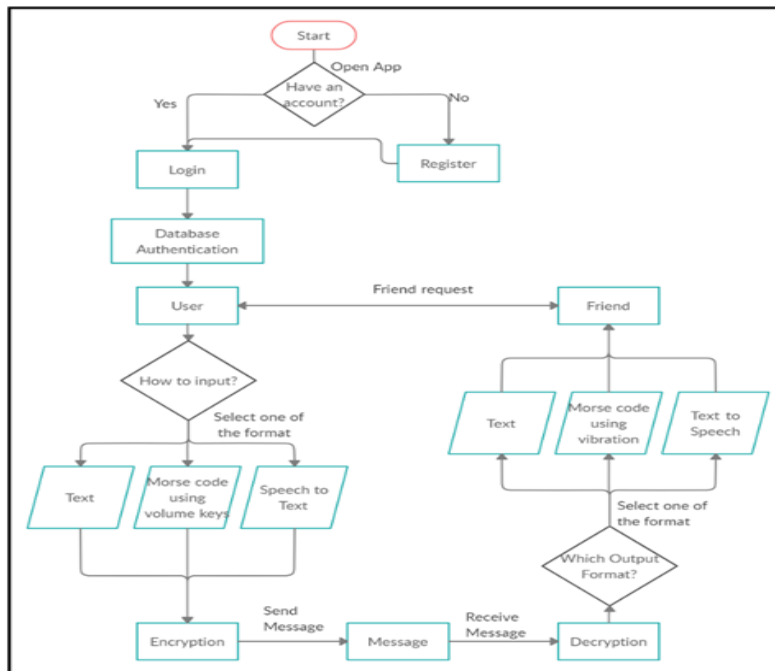 Start
Open App
Have an
account?
Yes
No
Register
Login
Database
Authentication
User
Friend request
Friend
How to input?
Select one of
the format
Text
Morse code
using
volume keys
Speech to
Text
Text
Morse code
using
vibration
Text to
Speech
Select one of
the format
Which Output
Format?
Encryption
Send
Message
Message
Receive
Message
Decryption